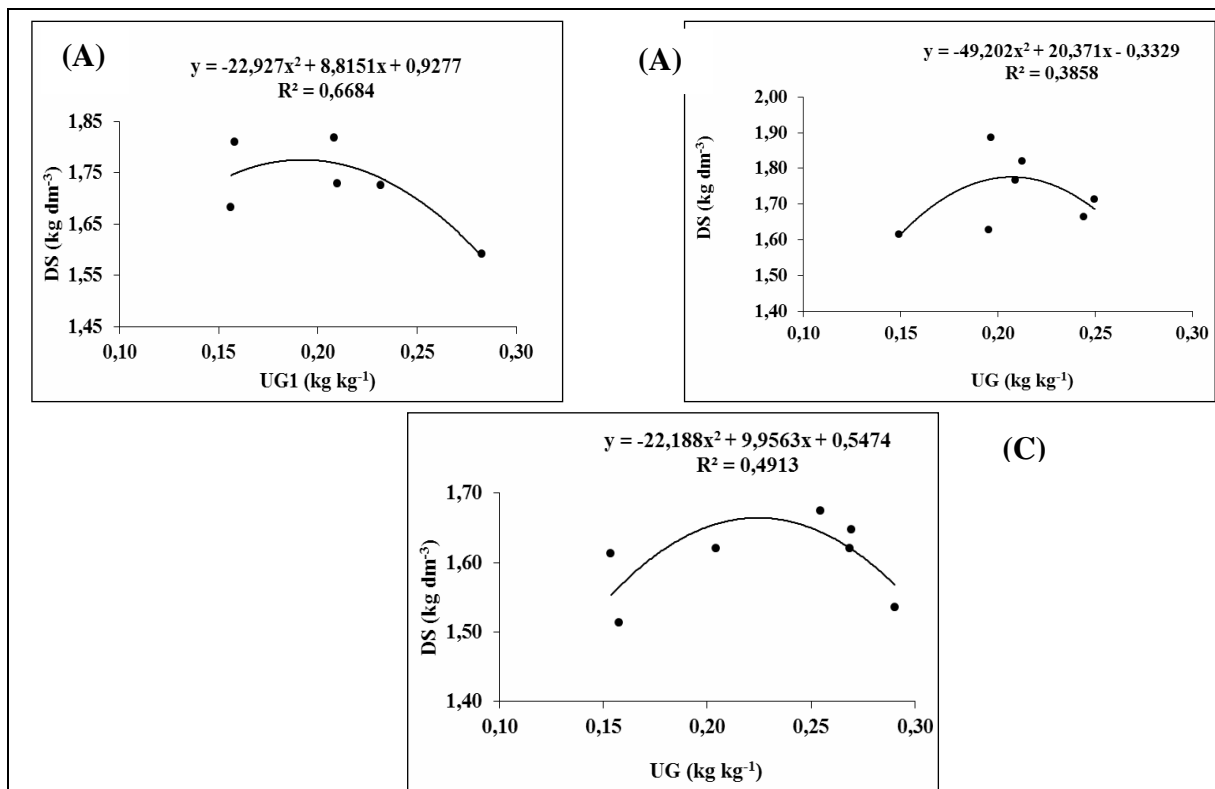 (A)
y = -22,927x² + 8,8151x + 0,9277
R² = 0,6684
1,85
1,75
1,65
1,55
1,45
DS (kg dm⁻³)
0,10 0,15 0,20 0,25 0,30
UG1 (kg kg⁻¹)
(A)
y = -49,202x² + 20,371x - 0,3329
R² = 0,3858
2,00
1,90
1,80
1,70
1,60
1,50
1,40
DS (kg dm⁻³)
0,10 0,15 0,20 0,25 0,30
UG (kg kg⁻¹)
(C)
y = -22,188x² + 9,9563x + 0,5474
R² = 0,4913
1,70
1,60
1,50
1,40
DS (kg dm⁻³)
0,10 0,15 0,20 0,25 0,30
UG (kg kg⁻¹)